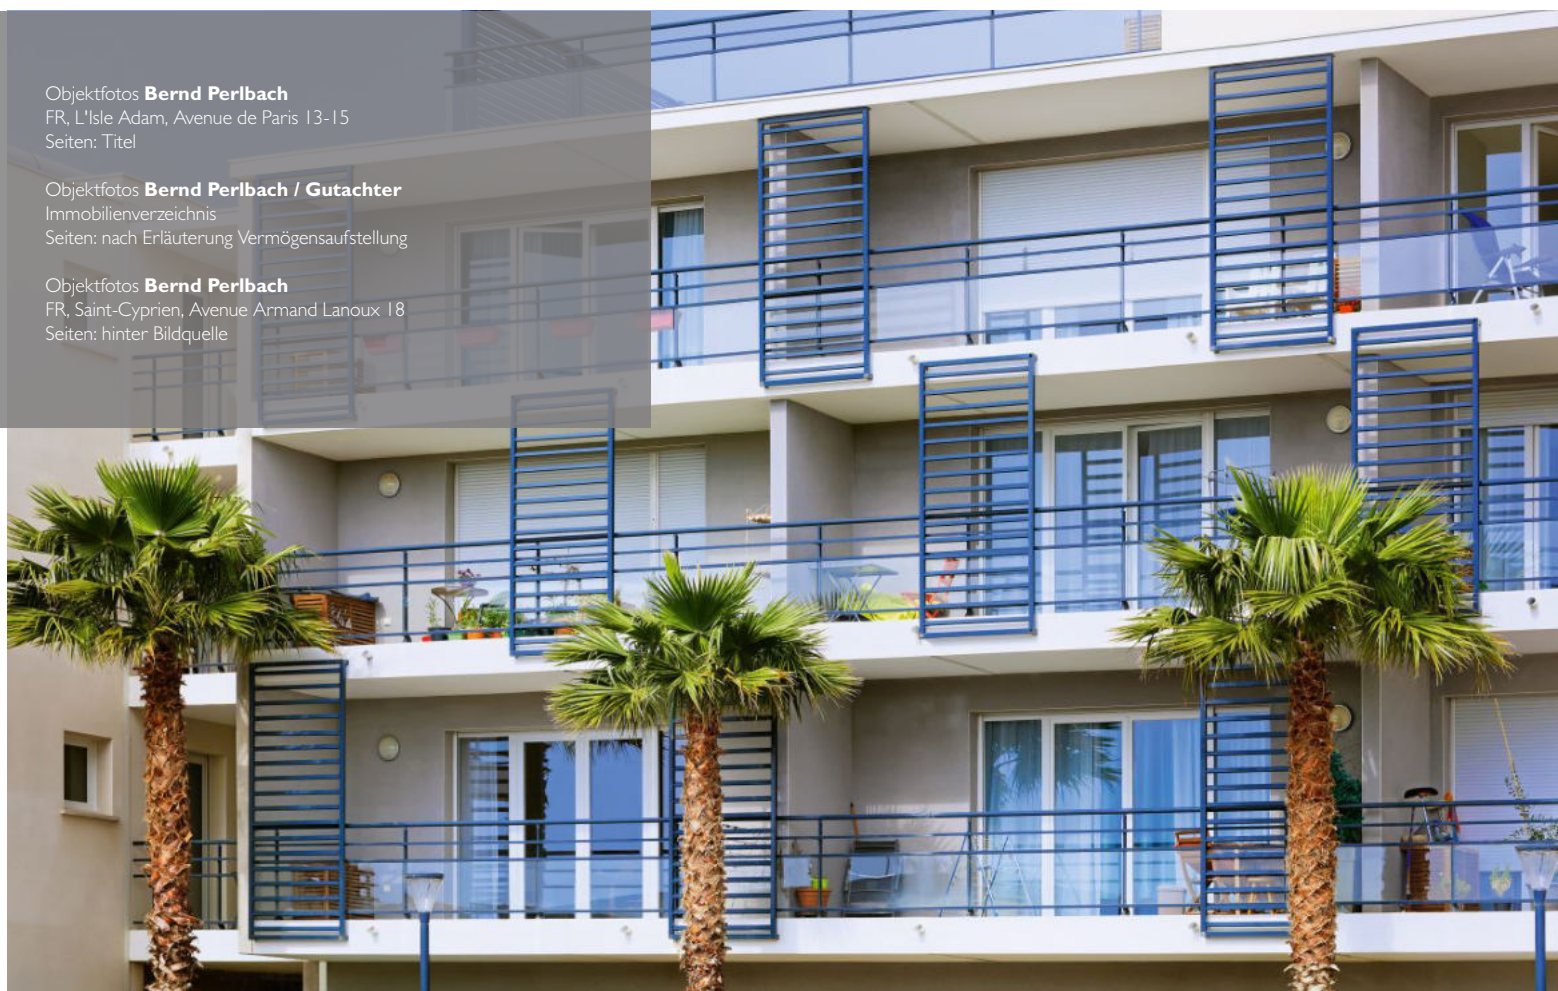 Objektfotos Bernd Perlbach
FR, L'Isle Adam, Avenue de Paris 13-15
Seiten: Titel
Objektfotos Bernd Perlbach / Gutachter
Immobilienverzeichnis
Seiten: nach Erläuterung Vermögensaufstellung
Objektfotos Bernd Perlbach
FR, Saint-Cyprien, Avenue Armand Lanoux 18
Seiten: hinter Bildquelle